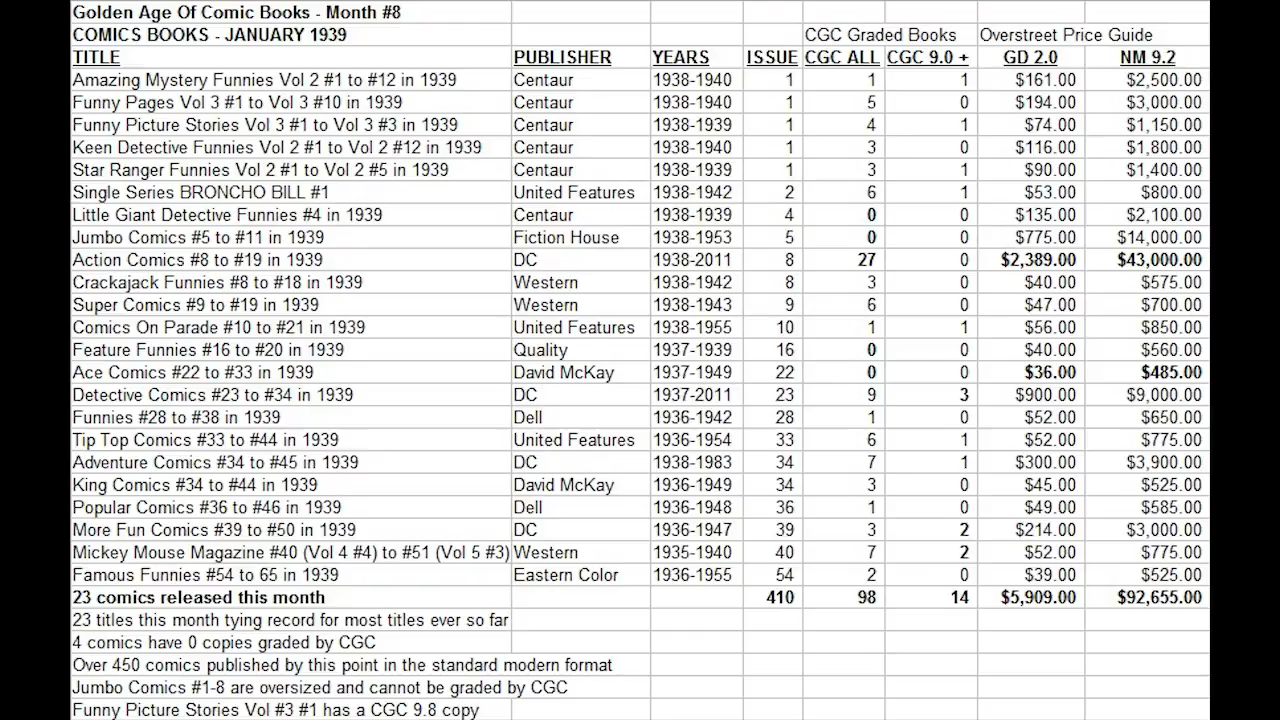 Golden Age Of Comic Books - Month #8
COMICS BOOKS - JANUARY 1939 CGC Graded Books Overstreet Price Guide
TITLE PUBLISHER YEARS ISSUE CGC ALL CGC 9.0 + GD 2.0 NM 9.2
Amazing Mystery Funnies Vol 2 #1 to #12 in 1939 Centaur 1938-1940 1 1 1 $161.00 $2,500.00
Funny Pages Vol 3 #1 to Vol 3 #10 in 1939 Centaur 1938-1940 1 5 0 $194.00 $3,000.00
Funny Picture Stories Vol 3 #1 to Vol 3 #3 in 1939 Centaur 1938-1939 1 4 1 $74.00 $1,150.00
Keen Detective Funnies Vol 2 #1 to Vol 2 #12 in 1939 Centaur 1938-1940 1 3 0 $116.00 $1,800.00
Star Ranger Funnies Vol 2 #1 to Vol 2 #5 in 1939 Centaur 1938-1939 1 3 1 $90.00 $1,400.00
Single Series BRONCHO BILL #1 United Features 1938-1942 2 6 1 $53.00 $800.00
Little Giant Detective Funnies #4 in 1939 Centaur 1938-1939 4 0 0 $135.00 $2,100.00
Jumbo Comics #5 to #11 in 1939 Fiction House 1938-1953 5 0 0 $775.00 $14,000.00
Action Comics #8 to #19 in 1939 DC 1938-2011 8 27 0 $2,389.00 $43,000.00
Crackajack Funnies #8 to #18 in 1939 Western 1938-1942 8 3 0 $40.00 $575.00
Super Comics #9 to #19 in 1939 Western 1938-1943 9 6 0 $47.00 $700.00
Comics On Parade #10 to #21 in 1939 United Features 1938-1955 10 1 1 $56.00 $850.00
Feature Funnies #16 to #20 in 1939 Quality 1937-1939 16 0 0 $40.00 $560.00
Ace Comics #22 to #33 in 1939 David McKay 1937-1949 22 0 0 $36.00 $485.00
Detective Comics #23 to #34 in 1939 DC 1937-2011 23 9 3 $900.00 $9,000.00
Funnies #28 to #38 in 1939 Dell 1936-1942 28 1 0 $52.00 $650.00
Tip Top Comics #33 to #44 in 1939 United Features 1936-1954 33 6 1 $52.00 $775.00
Adventure Comics #34 to #45 in 1939 DC 1938-1983 34 7 1 $300.00 $3,900.00
King Comics #34 to #44 in 1939 David McKay 1936-1949 34 3 0 $45.00 $525.00
Popular Comics #36 to #46 in 1939 Dell 1936-1948 36 1 0 $49.00 $585.00
More Fun Comics #39 to #50 in 1939 DC 1936-1947 39 3 2 $214.00 $3,000.00
Mickey Mouse Magazine #40 (Vol 4 #4) to #51 (Vol 5 #3) Western 1935-1940 40 7 2 $52.00 $775.00
Famous Funnies #54 to 65 in 1939 Eastern Color 1936-1955 54 2 0 $39.00 $525.00
23 comics released this month 410 98 14 $5,909.00 $92,655.00
23 titles this month tying record for most titles ever so far
4 comics have 0 copies graded by CGC
Over 450 comics published by this point in the standard modern format
Jumbo Comics #1-8 are oversized and cannot be graded by CGC
Funny Picture Stories Vol #3 #1 has a CGC 9.8 copy